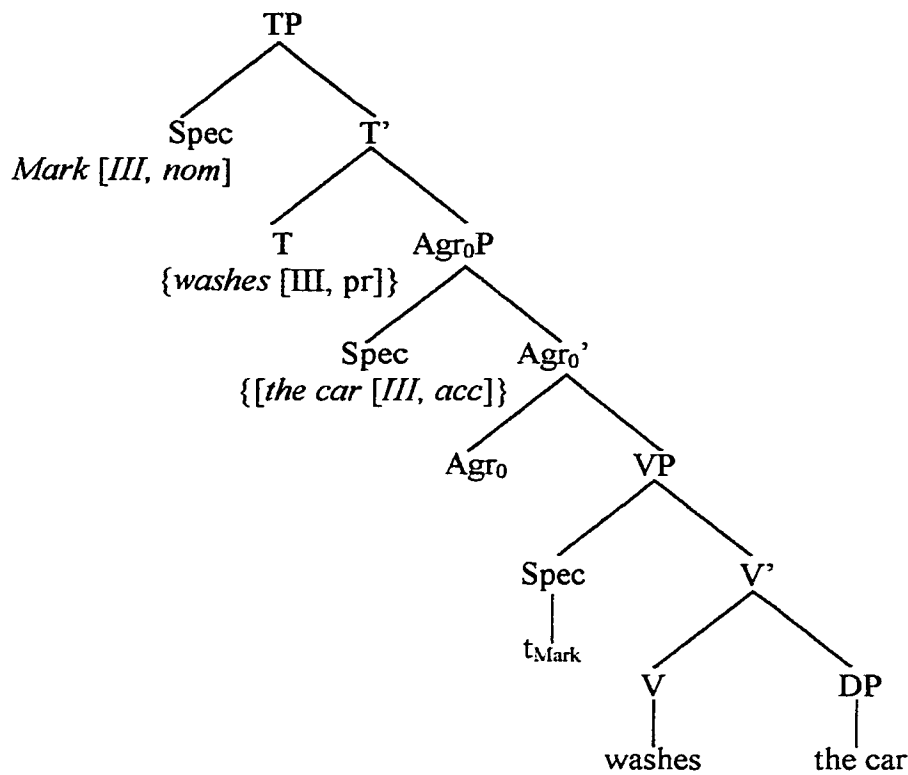 TP
Spec T’
Mark [III, nom]
T Agr₀P
{washes [III, pr]}
Spec Agr₀’
{[the car [III, acc]}
Agr₀ VP
Spec V’
tMark
V DP
washes the car